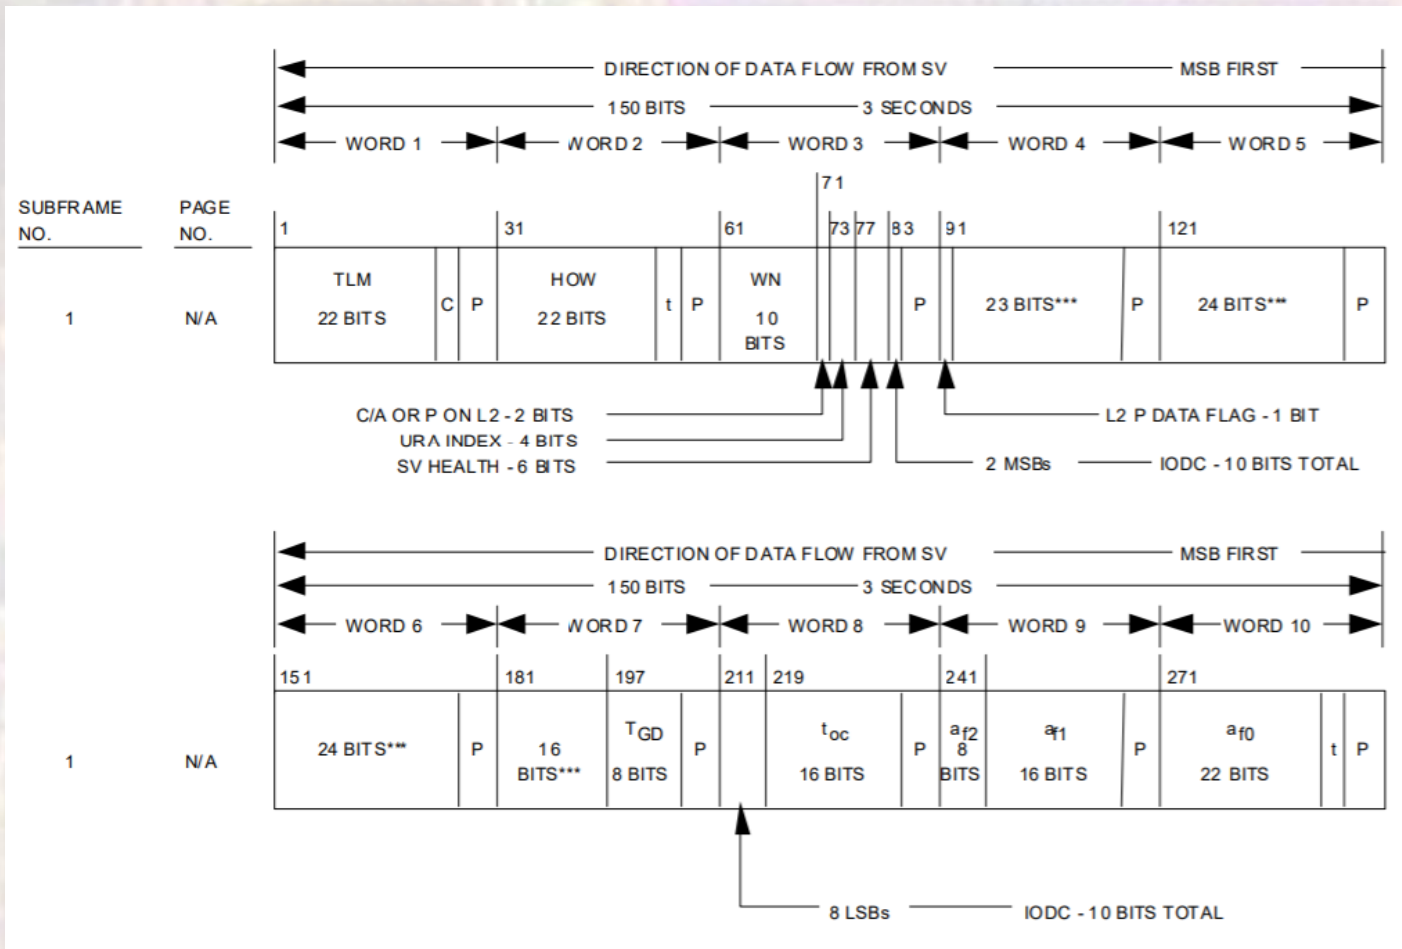 DIRECTION OF DATA FLOW FROM SV MSB FIRST
150 BITS 3 SECONDS
WORD 1 WORD 2 WORD 3 WORD 4 WORD 5
SUBFRAME NO. PAGE NO.
1 31 61 71 73 77 83 91 121
1 N/A
TLM 22 BITS C P
HOW 22 BITS t P
WN 10 BITS P
23 BITS*** P
24 BITS*** P
C/A OR P ON L2 - 2 BITS
URA INDEX - 4 BITS
SV HEALTH - 6 BITS
L2 P DATA FLAG - 1 BIT
2 MSBs IODC - 10 BITS TOTAL
DIRECTION OF DATA FLOW FROM SV MSB FIRST
150 BITS 3 SECONDS
WORD 6 WORD 7 WORD 8 WORD 9 WORD 10
151 181 197 211 219 241 271
1 N/A
24 BITS*** P
16 BITS***
TGD 8 BITS P
toc 16 BITS P
af2 8 BITS
af1 16 BITS P
af0 22 BITS t P
8 LSBs IODC - 10 BITS TOTAL